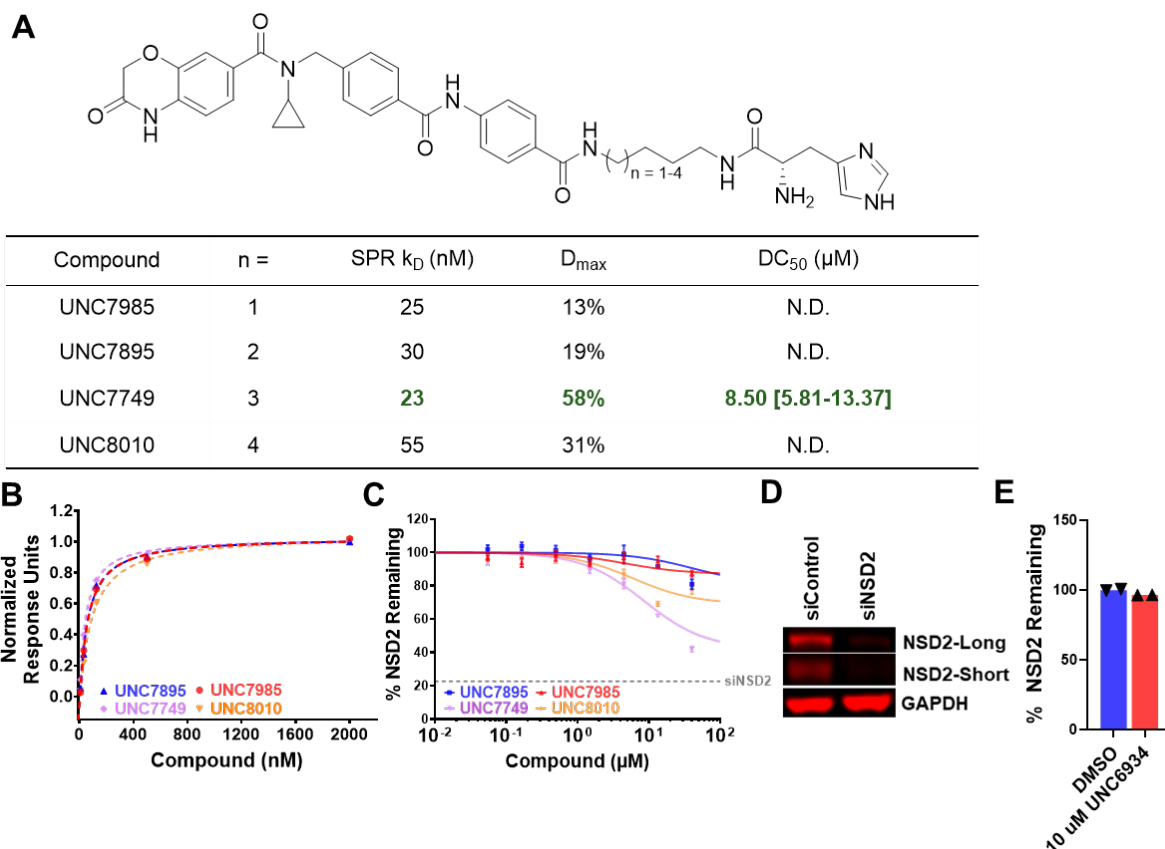 A
O
O
O
N
H
N
O
O
H
N
O
H
N
( )
n = 1-4
N
H
O
NH₂
N
NH
Compound n = SPR k_D (nM) D_max DC₅₀ (µM)
UNC7985 1 25 13% N.D.
UNC7895 2 30 19% N.D.
UNC7749 3 23 58% 8.50 [5.81-13.37]
UNC8010 4 55 31% N.D.
B
Normalized
Response Units
1.2
1.0
0.8
0.6
0.4
0.2
0.0
UNC7895 UNC7985
UNC7749 UNC8010
0 400 800 1200 1600 2000
Compound (nM)
C
% NSD2 Remaining
120
100
80
60
40
20
0
siNSD2
UNC7895 UNC7985
UNC7749 UNC8010
10⁻² 10⁻¹ 10⁰ 10¹ 10²
Compound (µM)
D
siControl
siNSD2
NSD2-Long
NSD2-Short
GAPDH
E
% NSD2 Remaining
150
100
50
0
DMSO
10 uM UNC6934